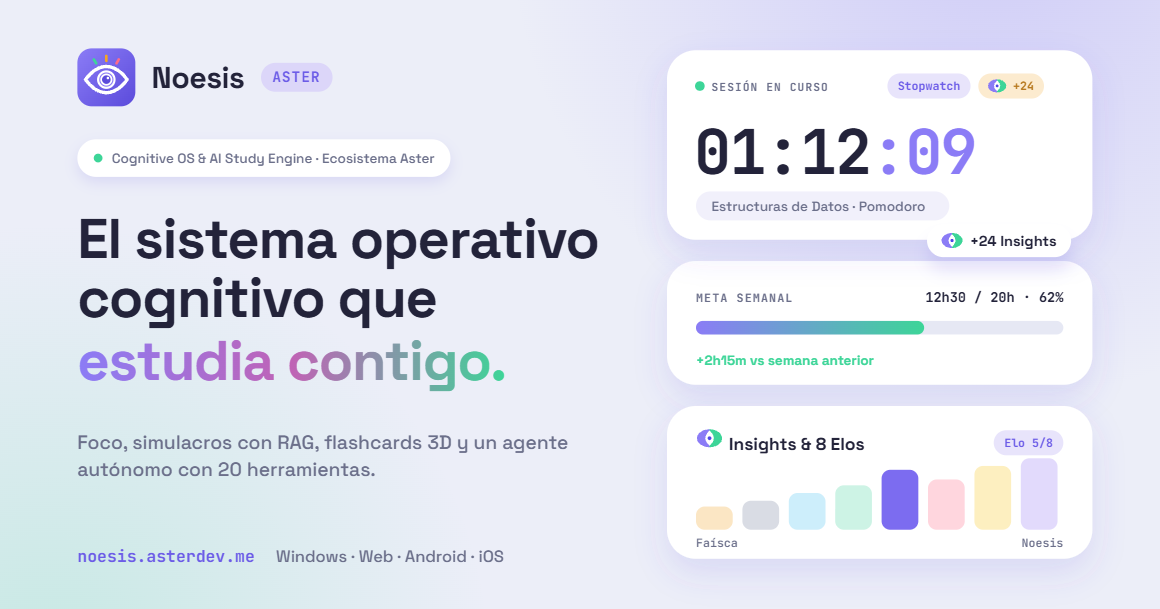 Noesis
ASTER
Cognitive OS & AI Study Engine · Ecosistema Aster
El sistema operativo
cognitivo que
estudia contigo.
Foco, simulacros con RAG, flashcards 3D y un agente
autónomo con 20 herramientas.
noesis.asterdev.me
Windows · Web · Android · iOS
SESIÓN EN CURSO
Stopwatch
+24
01:12:09
Estructuras de Datos · Pomodoro
+24 Insights
META SEMANAL
12h30 / 20h · 62%
+2h15m vs semana anterior
Insights & 8 Elos
Elo 5/8
Faísca
Noesis